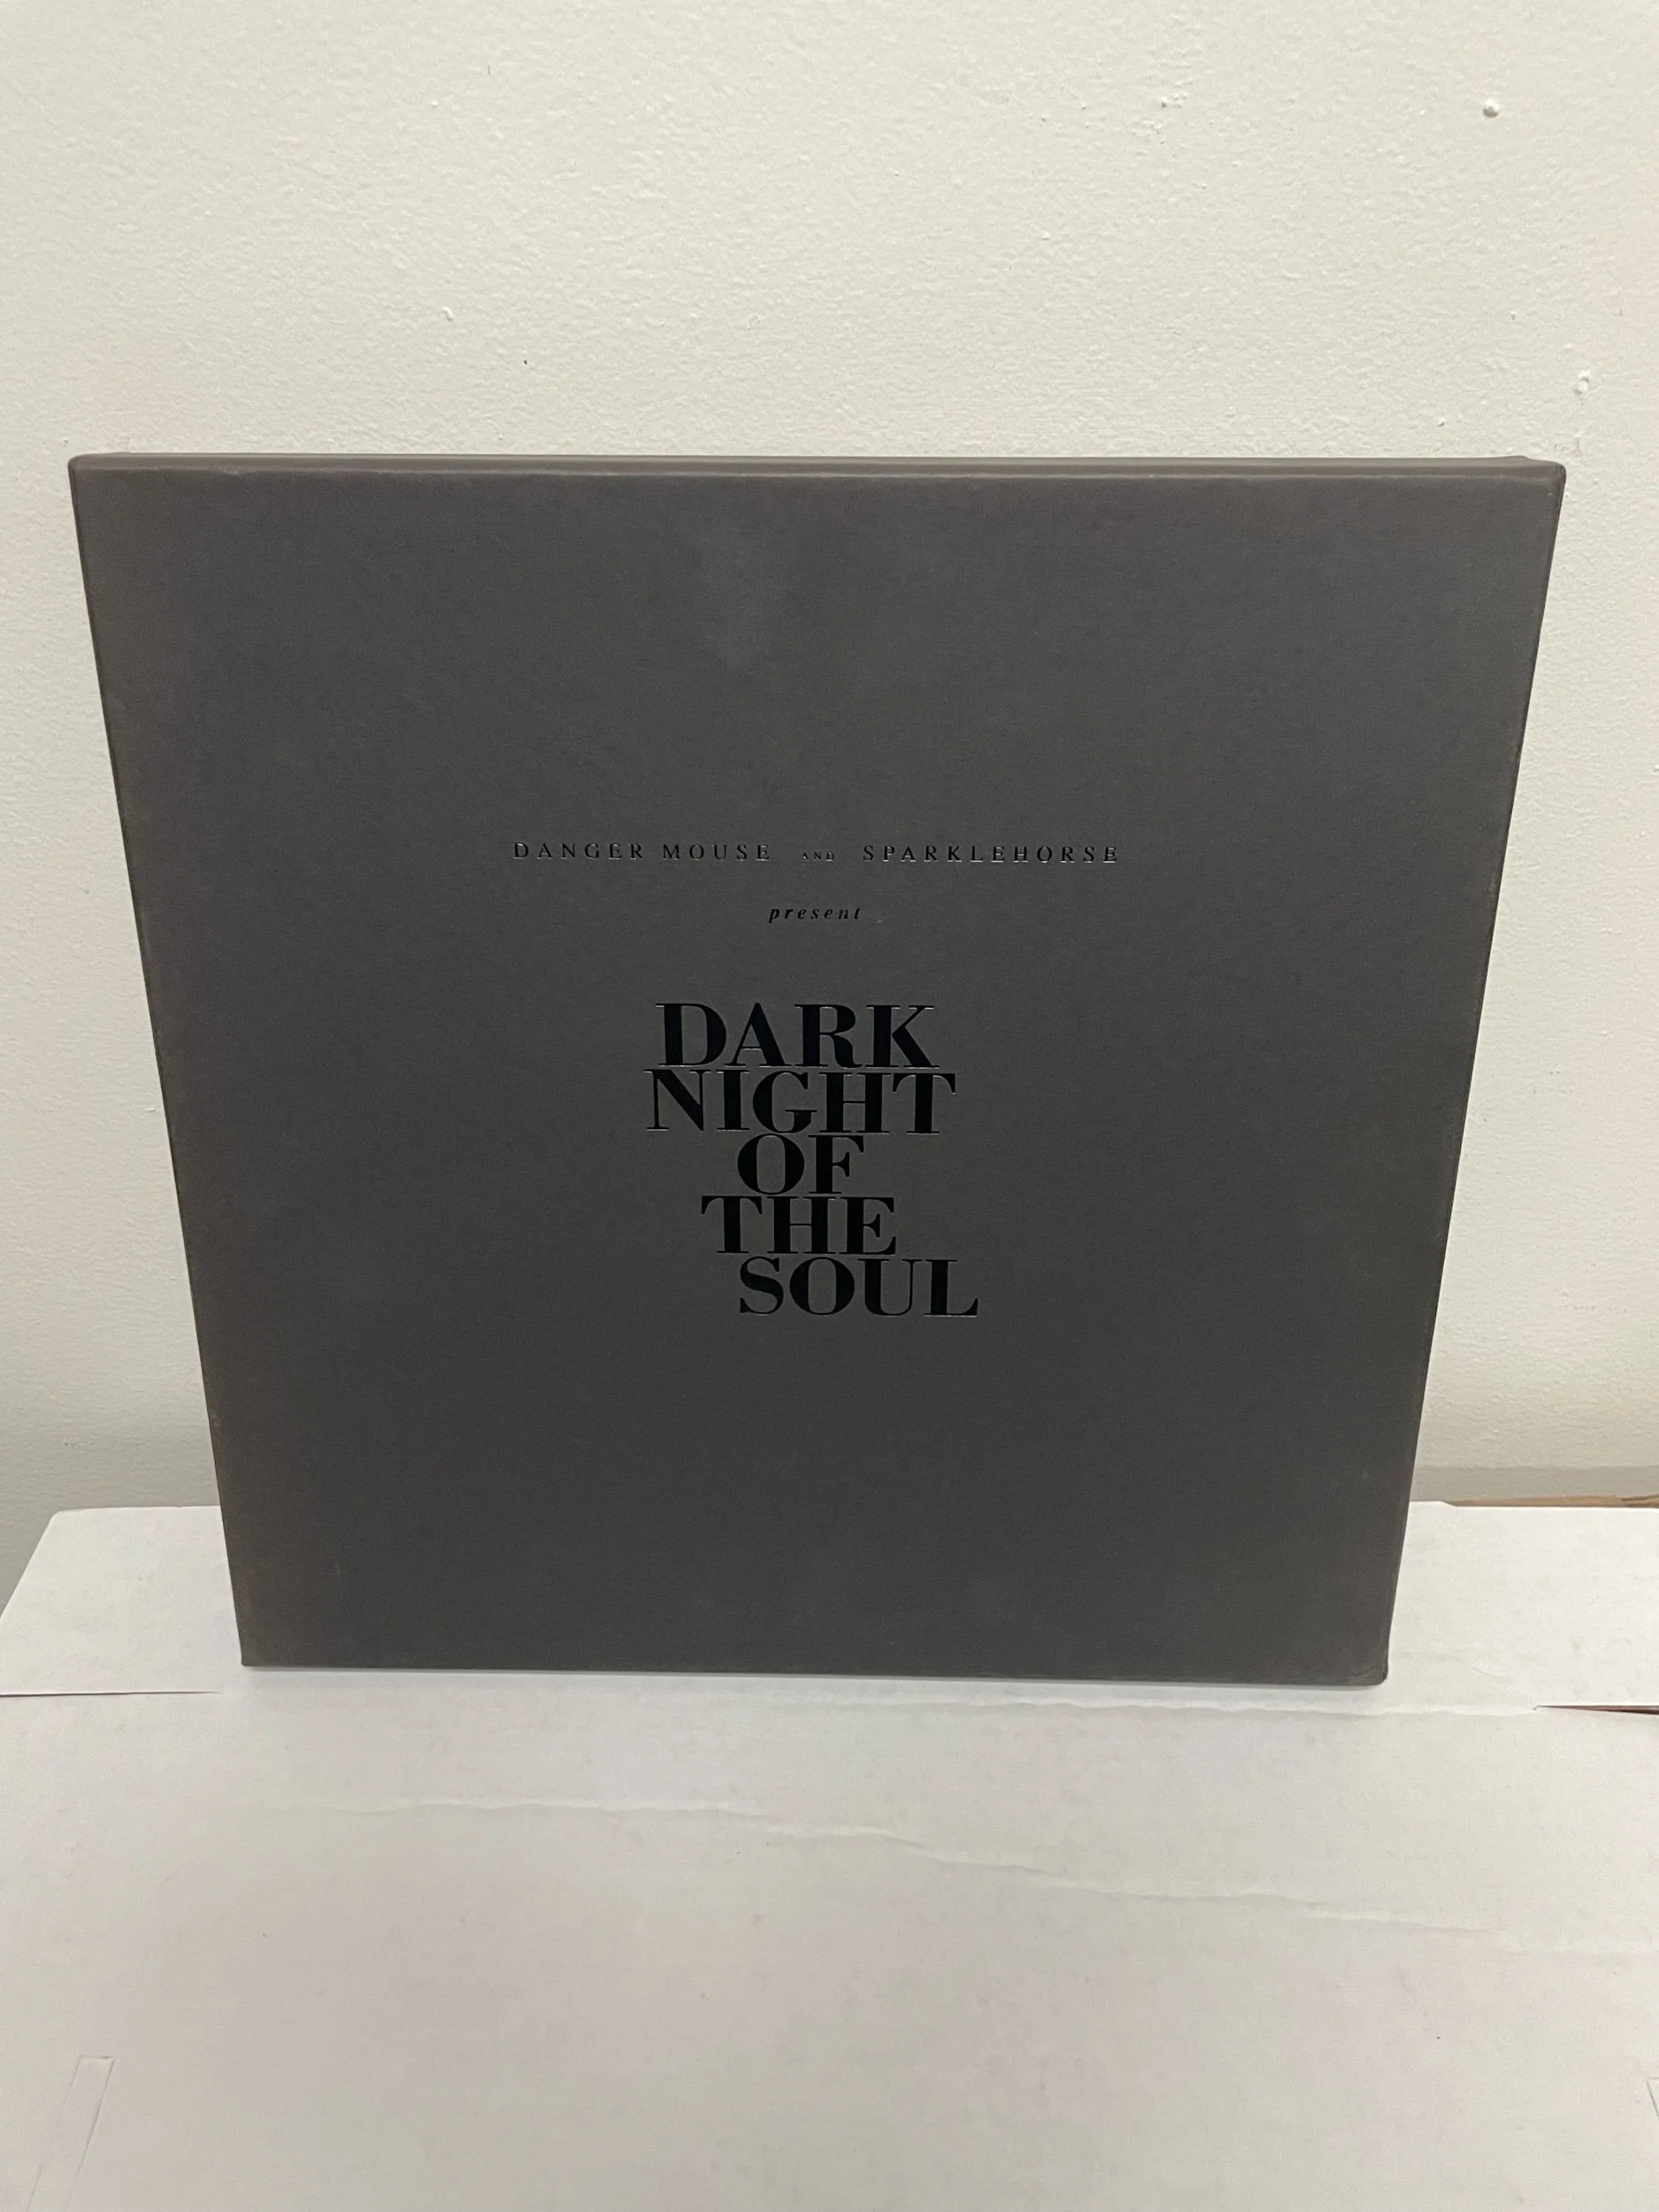 DANGER MOUSE AND SPARKLEHORSE
present
DARK
NIGHT
OF
THE
SOUL